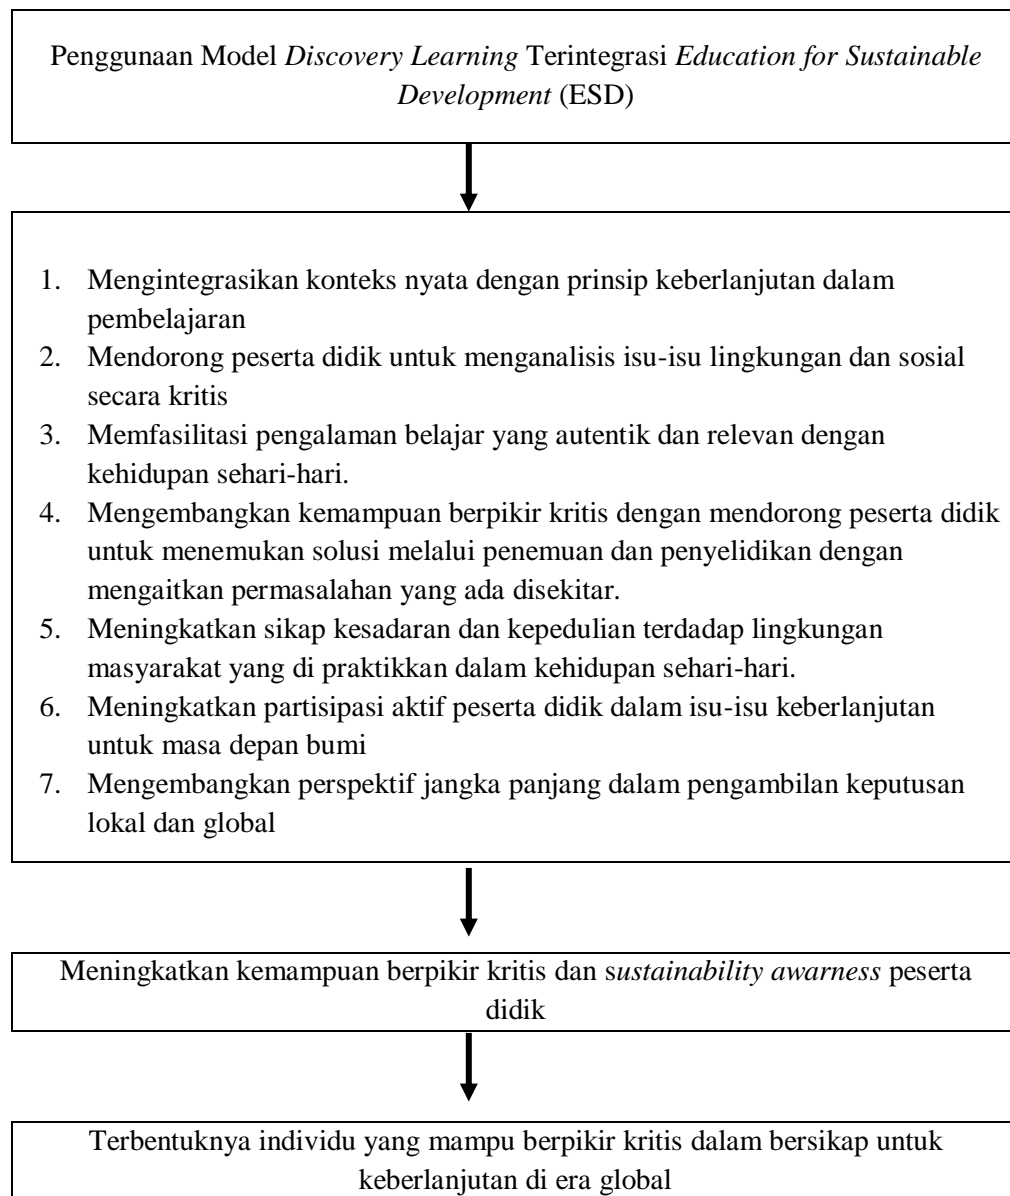 Penggunaan Model Discovery Learning Terintegrasi Education for Sustainable
Development (ESD)
1. Mengintegrasikan konteks nyata dengan prinsip keberlanjutan dalam
pembelajaran
2. Mendorong peserta didik untuk menganalisis isu-isu lingkungan dan sosial
secara kritis
3. Memfasilitasi pengalaman belajar yang autentik dan relevan dengan
kehidupan sehari-hari.
4. Mengembangkan kemampuan berpikir kritis dengan mendorong peserta didik
untuk menemukan solusi melalui penemuan dan penyelidikan dengan
mengaitkan permasalahan yang ada disekitar.
5. Meningkatkan sikap kesadaran dan kepedulian terdadap lingkungan
masyarakat yang di praktikkan dalam kehidupan sehari-hari.
6. Meningkatkan partisipasi aktif peserta didik dalam isu-isu keberlanjutan
untuk masa depan bumi
7. Mengembangkan perspektif jangka panjang dalam pengambilan keputusan
lokal dan global
Meningkatkan kemampuan berpikir kritis dan sustainability awarness peserta
didik
Terbentuknya individu yang mampu berpikir kritis dalam bersikap untuk
keberlanjutan di era global